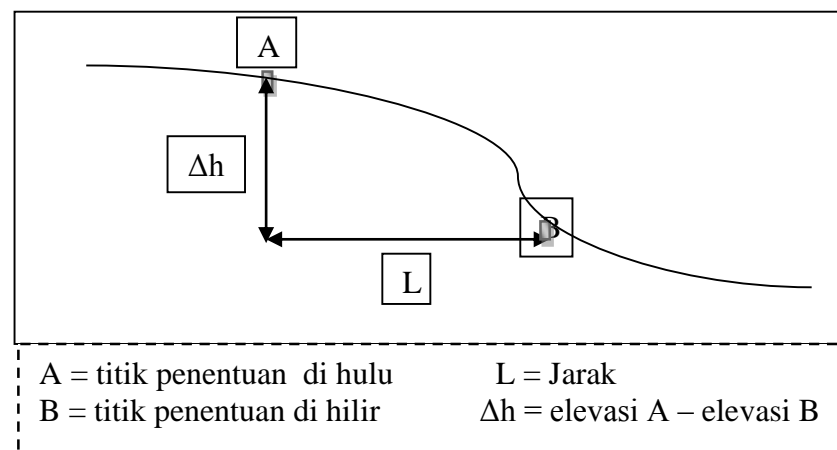 A
Δh
B
L
A = titik penentuan di hulu L = Jarak
B = titik penentuan di hilir Δh = elevasi A – elevasi B